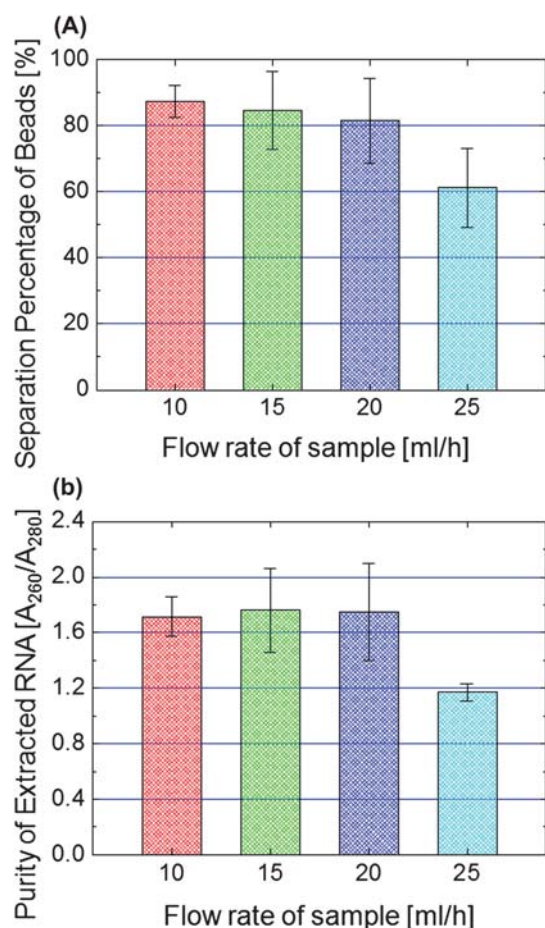 (A)
Separation Percentage of Beads [%]
100
80
60
40
20
0
10 15 20 25
Flow rate of sample [ml/h]
(b)
Purity of Extracted RNA [A260/A280]
2.4
2.0
1.6
1.2
0.8
0.4
0.0
10 15 20 25
Flow rate of sample [ml/h]